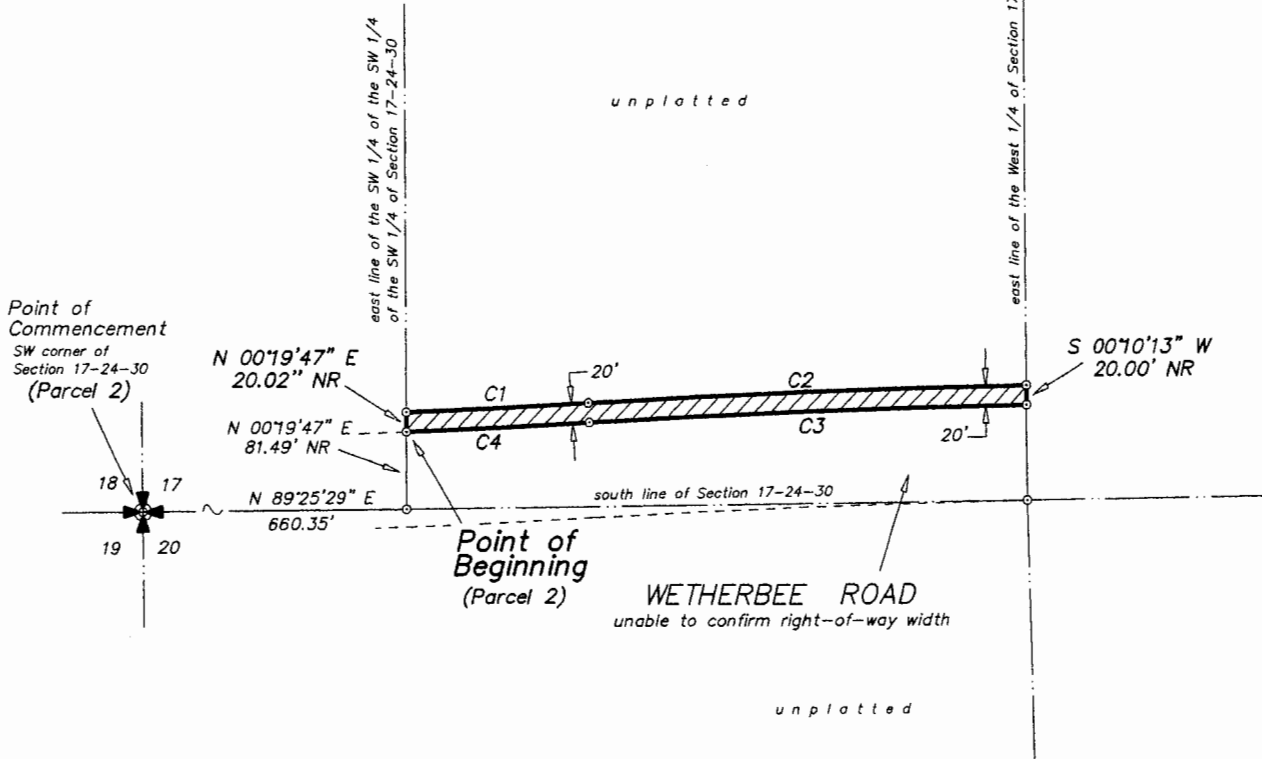 east line of the SW 1/4 of the SW 1/4
of the SW 1/4 of Section 17-24-30
unplatted
east line of the West 1/4 of Section 17
Point of
Commencement
SW corner of
Section 17-24-30
(Parcel 2)
N 00°19'47" E
20.02" NR
C1
20'
C2
S 00°10'13" W
20.00' NR
N 00°19'47" E
81.49' NR
C4
C3
20'
18
17
N 89°25'29" E
660.35'
south line of Section 17-24-30
19
20
Point of
Beginning
(Parcel 2)
WETHERBEE ROAD
unable to confirm right-of-way width
unplatted